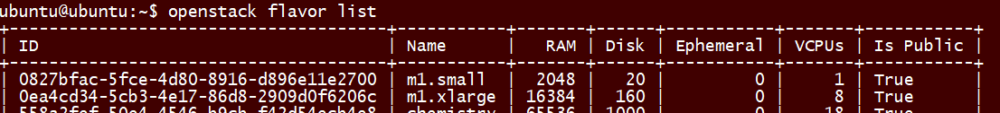 ubuntu@ubuntu:~$ openstack flavor list
+--------------------------------------+-----------+-------+------+-----------+-------+-----------+
| ID                                   | Name      |   RAM | Disk | Ephemeral | VCPUs | Is Public |
+--------------------------------------+-----------+-------+------+-----------+-------+-----------+
| 0827bfac-5fce-4d80-8916-d896e11e2700 | m1.small  |  2048 |   20 |         0 |     1 | True      |
| 0ea4cd34-5cb3-4e17-86d8-2909d0f6206c | m1.xlarge | 16384 |  160 |         0 |     8 | True      |
| chemistry | 65536 | 1000 | 0 | 18 | True |